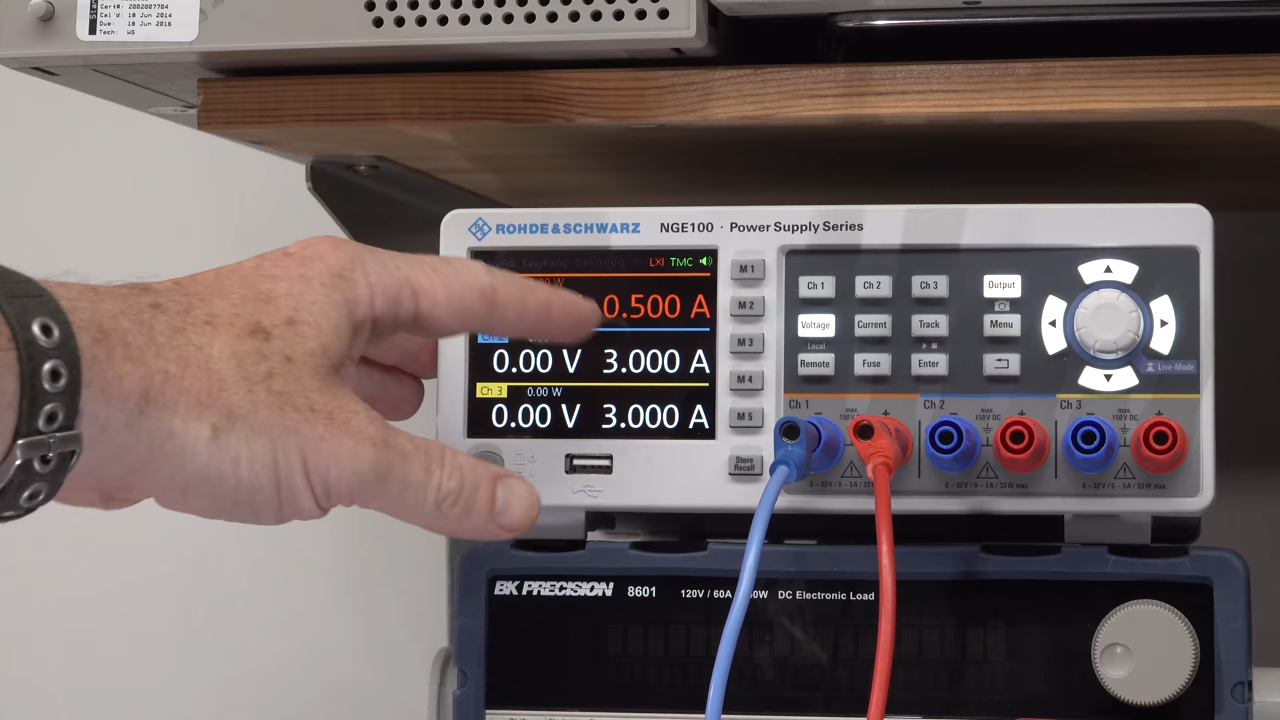 Cert#: 2002007704
Cal'd: 18 Jun 2014
Due: 18 Jun 2016
Tech: WG
ROHDE&SCHWARZ
NGE100 · Power Supply Series
LXI TMC
0.500 A
0.00 V 3.000 A
Ch 3 0.00 W
0.00 V 3.000 A
M 1
M 2
M 3
M 4
M 5
Store
Recall
Ch 1 Ch 2 Ch 3 Output
Voltage Current Track Menu
Local
Remote Fuse Enter
Live-Mode
Ch 1 − max. 150V DC +
Ch 2 − max. 150V DC +
Ch 3 − max. 150V DC +
0 – 32V / 0 – 3A / 33W max.
0 – 32V / 0 – 3A / 33W max.
BK PRECISION 8601 120V / 60A DC Electronic Load